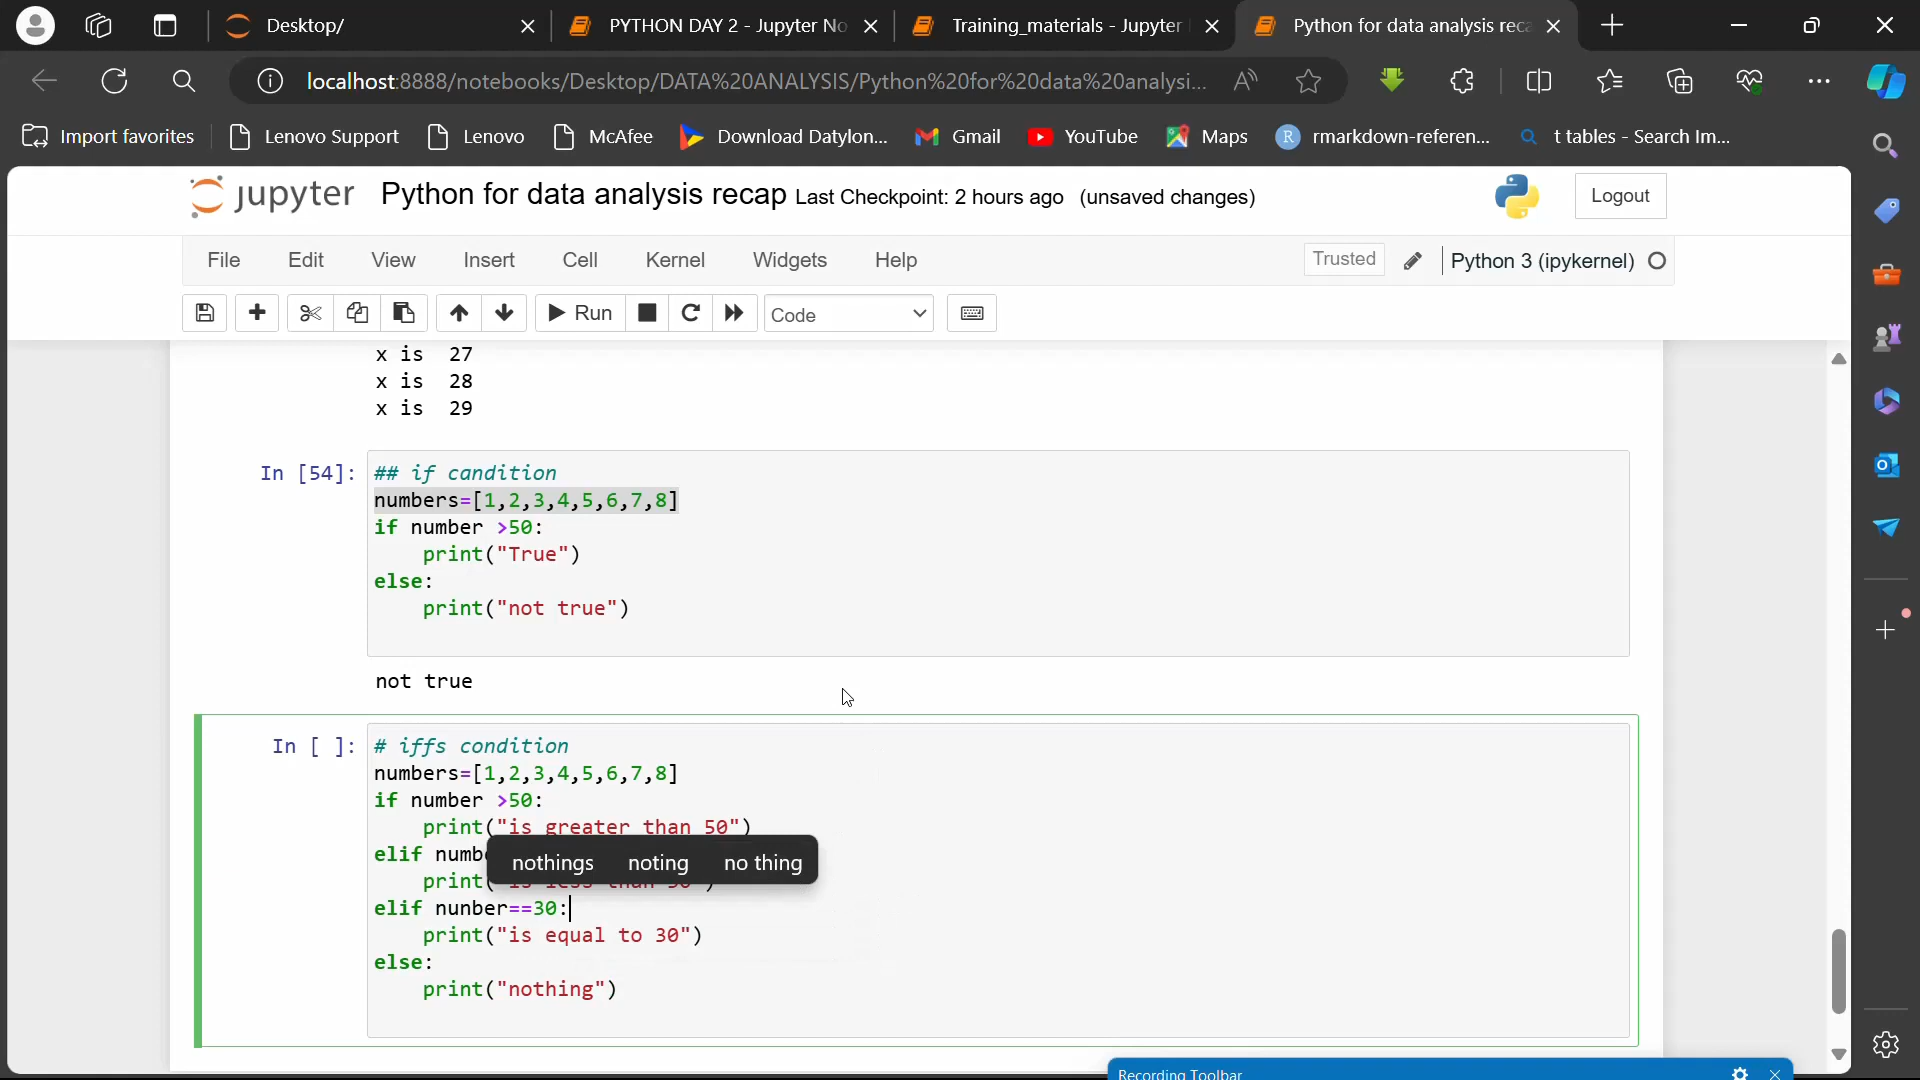 Desktop/
PYTHON DAY 2 - Jupyter No
Training_materials - Jupyter
Python for data analysis reca
localhost:8888/notebooks/Desktop/DATA%20ANALYSIS/Python%20for%20data%20analysi...
Import favorites
Lenovo Support
Lenovo
McAfee
Download Datylon...
Gmail
YouTube
Maps
R rmarkdown-referen...
t tables - Search Im...
jupyter Python for data analysis recap Last Checkpoint: 2 hours ago (unsaved changes)
Logout
File Edit View Insert Cell Kernel Widgets Help
Trusted
Python 3 (ipykernel)
Run
Code
x is 27
x is 28
x is 29
In [54]: ## if candition
numbers=[1,2,3,4,5,6,7,8]
if number >50:
print("True")
else:
print("not true")
not true
In [ ]: # iffs condition
numbers=[1,2,3,4,5,6,7,8]
if number >50:
print("is greater than 50")
elif numb
nothings noting no thing
print(
elif nunber==30:
print("is equal to 30")
else:
print("nothing")
Recording Toolbar